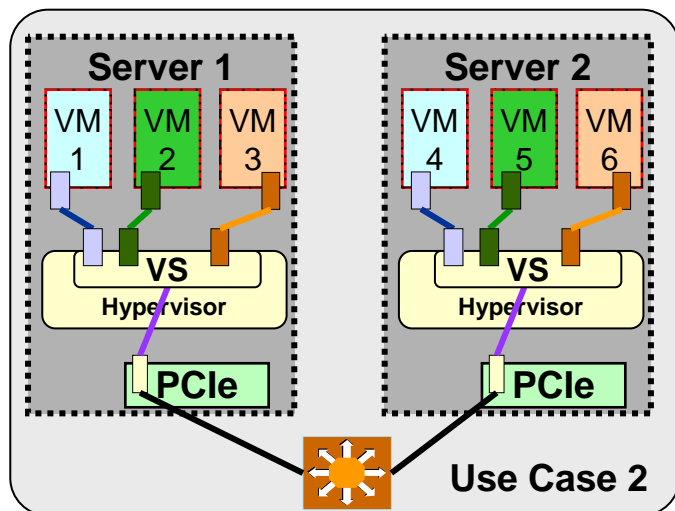 Server 1
VM
1
VM
2
VM
3
VS
Hypervisor
PCIe
Server 2
VM
4
VM
5
VM
6
VS
Hypervisor
PCIe
Use Case 2